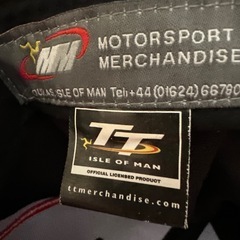 MM
MOTORSPORT
MERCHANDISE
ISLE OF MAN Tel:+44 (01624) 66780
TT
ISLE OF MAN
OFFICIAL LICENSED PRODUCT
ttmerchandise.com